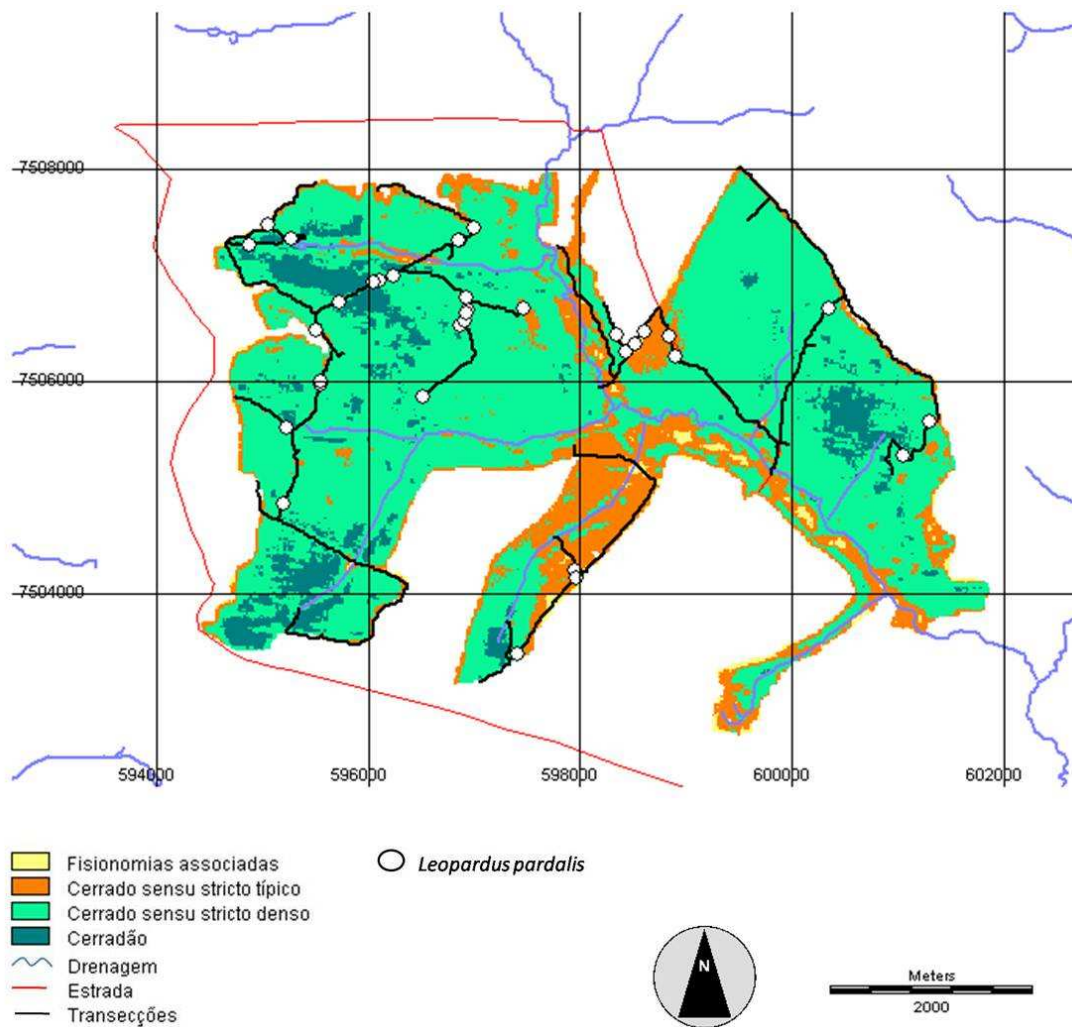 7508000
7506000
7504000
594000 596000 598000 600000 602000
Fisionomias associadas
Leopardus pardalis
Cerrado sensu stricto típico
Cerrado sensu stricto denso
Cerradão
Drenagem
Estrada
Transecções
N
Meters
2000